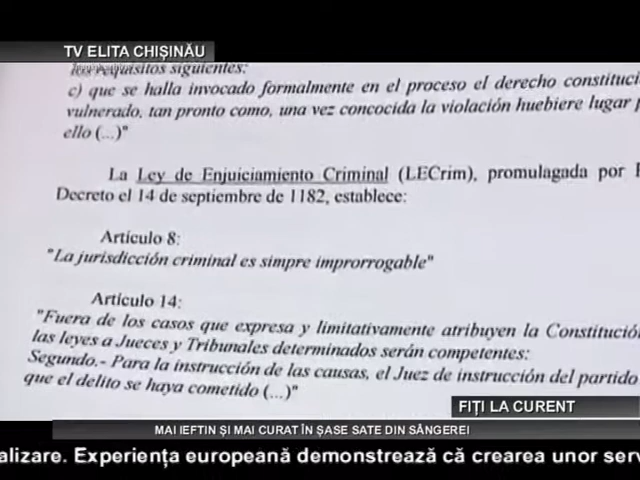 TV ELITA CHIȘINĂU
los requisitos siguientes:
c) que se halla invocado formalmente en el proceso el derecho constituci
vulnerado, tan pronto como, una vez concocida la violación huebiere lugar p
ello (...)"
La Ley de Enjuiciamiento Criminal (LECrim), promulagada por
Decreto el 14 de septiembre de 1182, establece:
Artículo 8:
"La jurisdicción criminal es simpre improrrogable"
Artículo 14:
"Fuera de los casos que expresa y limitativamente atribuyen la Constitución
las leyes a Jueces y Tribunales determinados serán competentes:
Segundo.- Para la instrucción de las causas, el Juez de instrucción del partido
que el delito se haya cometido (...)"
FIȚI LA CURENT
MAI IEFTIN ȘI MAI CURAT ÎN ȘASE SATE DIN SÂNGEREI
alizare. Experiența europeană demonstrează că crearea unor serv